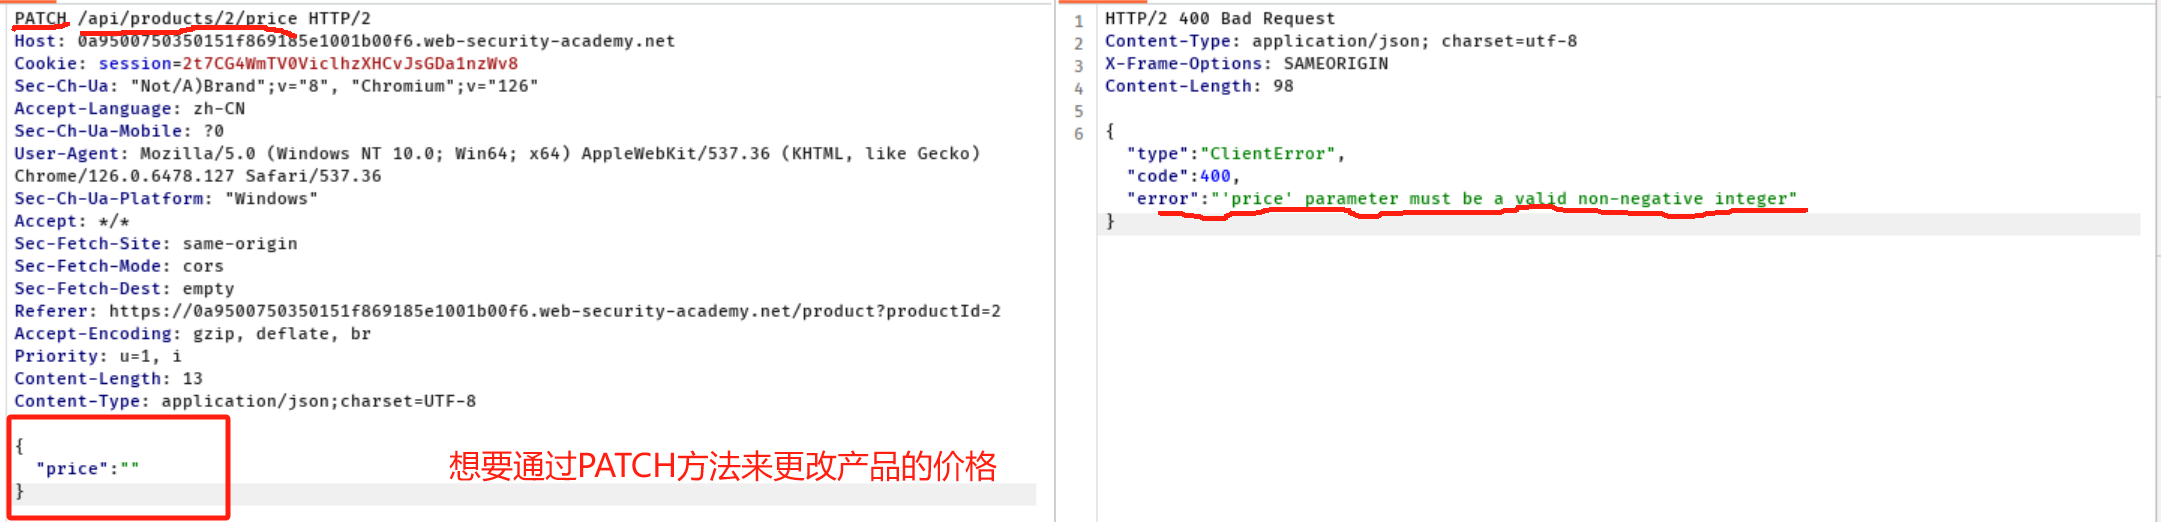 PATCH /api/products/2/price HTTP/2
Host: 0a9500750350151f869185e1001b00f6.web-security-academy.net
Cookie: session=2t7CG4WmTV0ViclhzXHCvJsGDa1nzWv8
Sec-Ch-Ua: "Not/A)Brand";v="8", "Chromium";v="126"
Accept-Language: zh-CN
Sec-Ch-Ua-Mobile: ?0
User-Agent: Mozilla/5.0 (Windows NT 10.0; Win64; x64) AppleWebKit/537.36 (KHTML, like Gecko)
Chrome/126.0.6478.127 Safari/537.36
Sec-Ch-Ua-Platform: "Windows"
Accept: */*
Sec-Fetch-Site: same-origin
Sec-Fetch-Mode: cors
Sec-Fetch-Dest: empty
Referer: https://0a9500750350151f869185e1001b00f6.web-security-academy.net/product?productId=2
Accept-Encoding: gzip, deflate, br
Priority: u=1, i
Content-Length: 13
Content-Type: application/json;charset=UTF-8
{
"price":""
}
想要通过PATCH方法来更改产品的价格
1 HTTP/2 400 Bad Request
2 Content-Type: application/json; charset=utf-8
3 X-Frame-Options: SAMEORIGIN
4 Content-Length: 98
5
6 {
"type":"ClientError",
"code":400,
"error":"'price' parameter must be a valid non-negative integer"
}